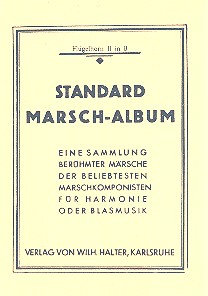 Flügelhorn II in B
STANDARD
MARSCH-ALBUM
EINE SAMMLUNG
BERÜHMTER MÄRSCHE
DER BELIEBTESTEN
MARSCHKOMPONISTEN
FÜR HARMONIE
ODER BLASMUSIK
VERLAG VON WILH. HALTER, KARLSRUHE